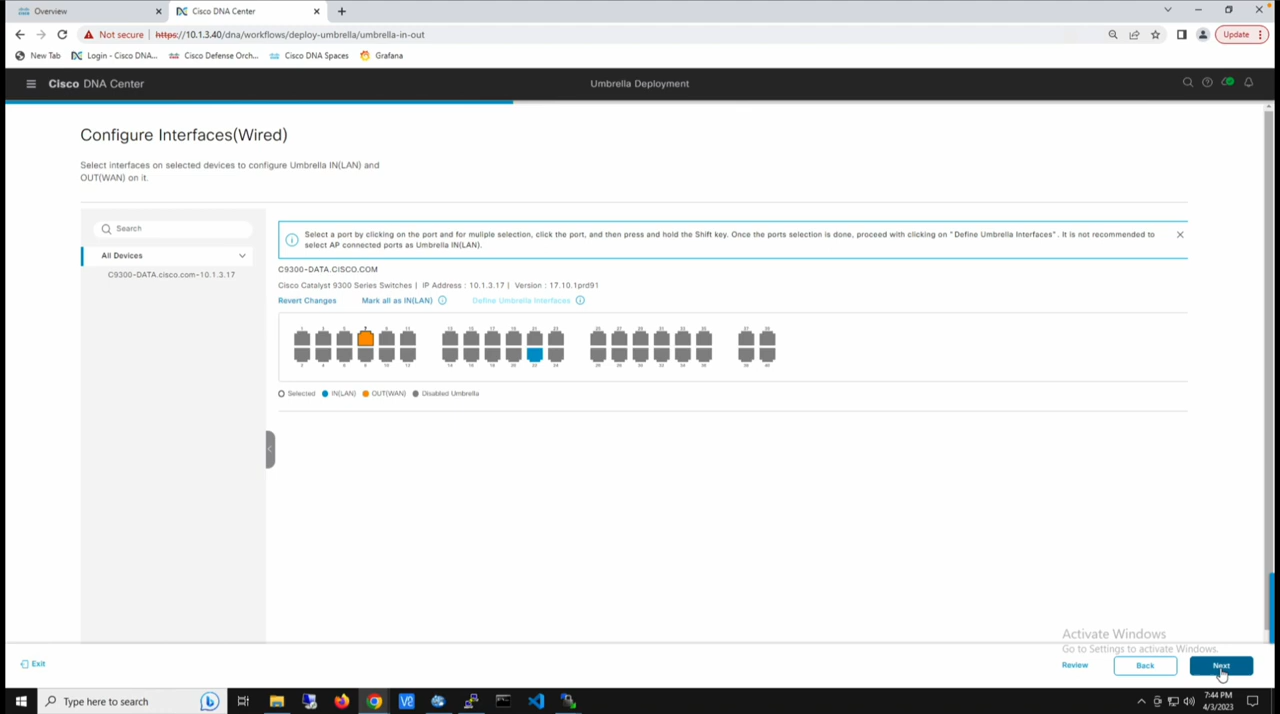 Overview
Cisco DNA Center
Not secure
https://10.1.3.40/dna/workflows/deploy-umbrella/umbrella-in-out
Update
New Tab
Login - Cisco DNA...
Cisco Defense Orch...
Cisco DNA Spaces
Grafana
Cisco DNA Center
Umbrella Deployment
Configure Interfaces(Wired)
Select interfaces on selected devices to configure Umbrella IN(LAN) and
OUT(WAN) on it.
Search
All Devices
C9300-DATA.cisco.com-10.1.3.17
Select a port by clicking on the port and for muliple selection, click the port, and then press and hold the Shift key. Once the ports selection is done, proceed with clicking on "Define Umbrella Interfaces". It is not recommended to
select AP connected ports as Umbrella IN(LAN).
C9300-DATA.CISCO.COM
Cisco Catalyst 9300 Series Switches | IP Address : 10.1.3.17 | Version : 17.10.1prd91
Revert Changes
Mark all as IN(LAN)
Define Umbrella Interfaces
Selected IN(LAN) OUT(WAN) Disabled Umbrella
Activate Windows
Go to Settings to activate Windows.
Exit
Review
Back
Next
Type here to search
7:44 PM
4/3/2023